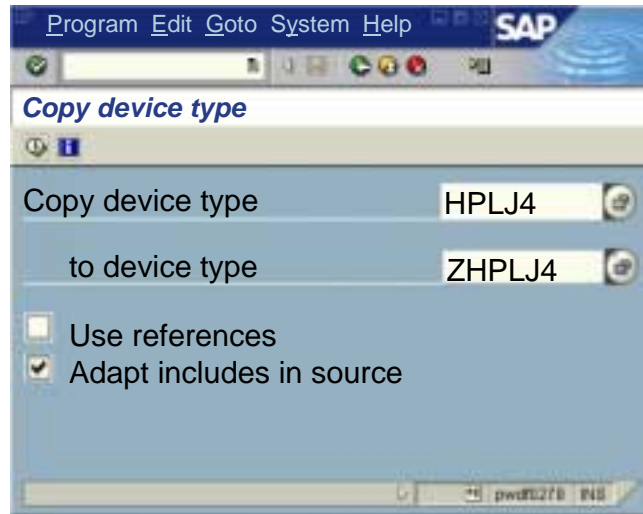 Program Edit Goto System Help
SAP
Copy device type
Copy device type HPLJ4
to device type ZHPLJ4
Use references
Adapt includes in source
INS